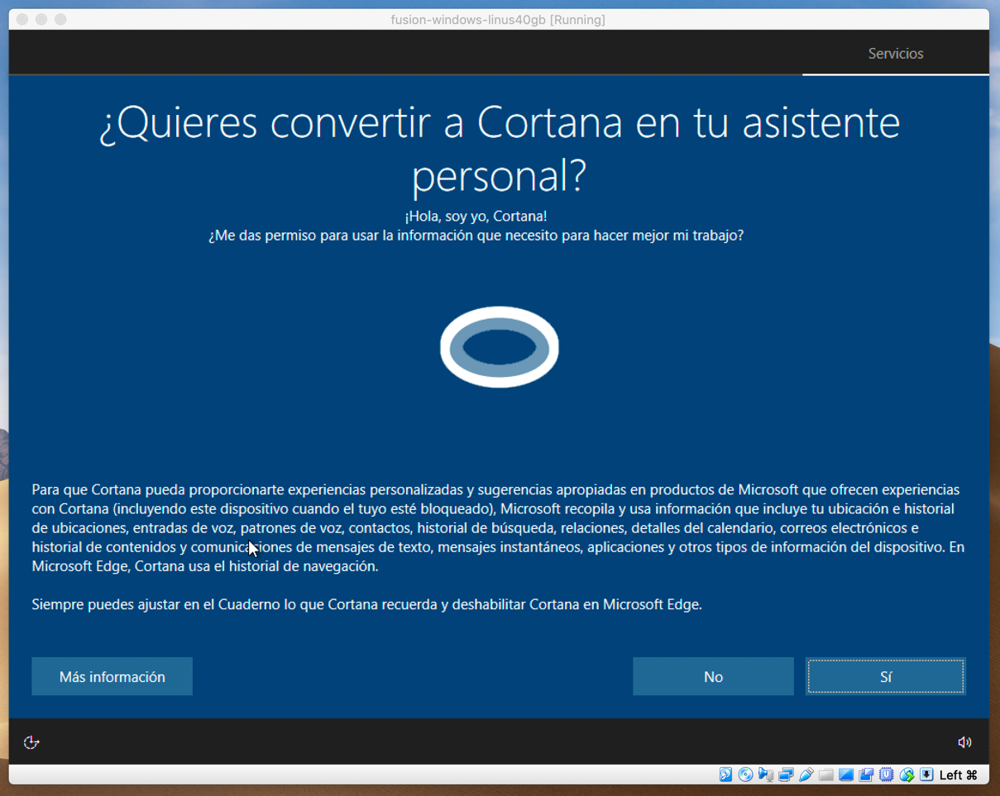 fusion-windows-linus40gb [Running]
Servicios
¿Quieres convertir a Cortana en tu asistente
personal?
¡Hola, soy yo, Cortana!
¿Me das permiso para usar la información que necesito para hacer mejor mi trabajo?
Para que Cortana pueda proporcionarte experiencias personalizadas y sugerencias apropiadas en productos de Microsoft que ofrecen experiencias
con Cortana (incluyendo este dispositivo cuando el tuyo esté bloqueado), Microsoft recopila y usa información que incluye tu ubicación e historial
de ubicaciones, entradas de voz, patrones de voz, contactos, historial de búsqueda, relaciones, detalles del calendario, correos electrónicos e
historial de contenidos y comunicaciones de mensajes de texto, mensajes instantáneos, aplicaciones y otros tipos de información del dispositivo. En
Microsoft Edge, Cortana usa el historial de navegación.
Siempre puedes ajustar en el Cuaderno lo que Cortana recuerda y deshabilitar Cortana en Microsoft Edge.
Más información
No
Sí
Left ⌘